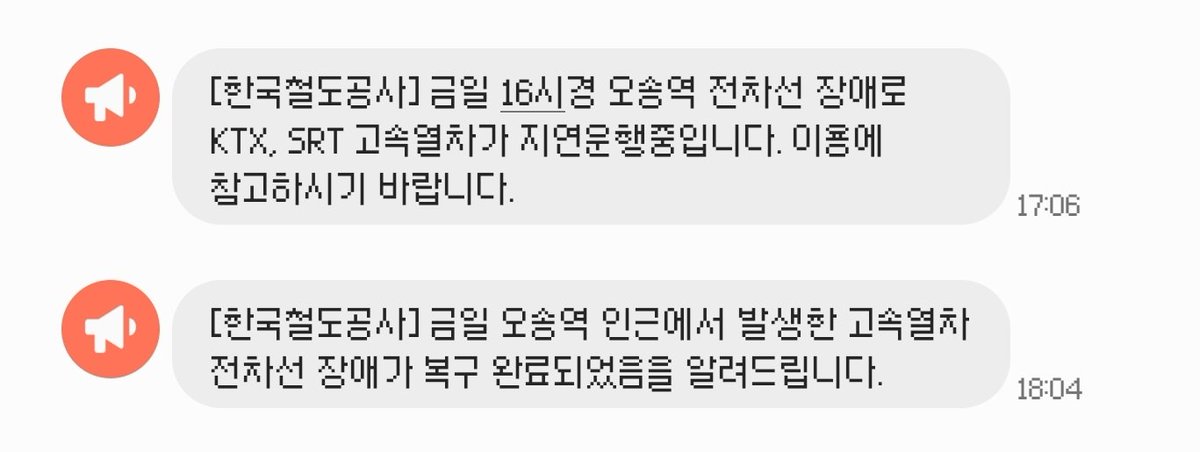 [한국철도공사] 금일 16시경 오송역 전차선 장애로
KTX, SRT 고속열차가 지연운행중입니다. 이용에
참고하시기 바랍니다.
17:06
[한국철도공사] 금일 오송역 인근에서 발생한 고속열차
전차선 장애가 복구 완료되었음을 알려드립니다.
18:04